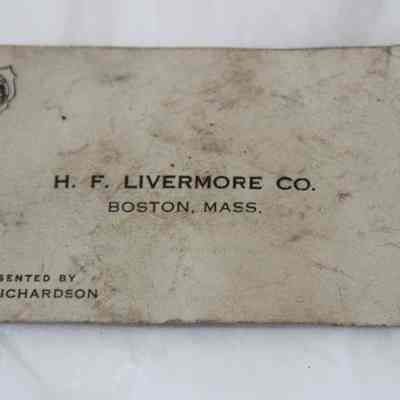 H. F. LIVERMORE CO.
BOSTON, MASS.
SENTED BY
ICHARDSON